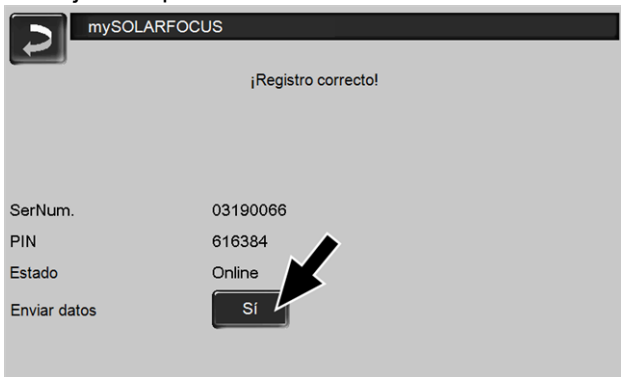 mySOLARFOCUS
¡Registro correcto!
SerNum. 03190066
PIN 616384
Estado Online
Enviar datos Sí